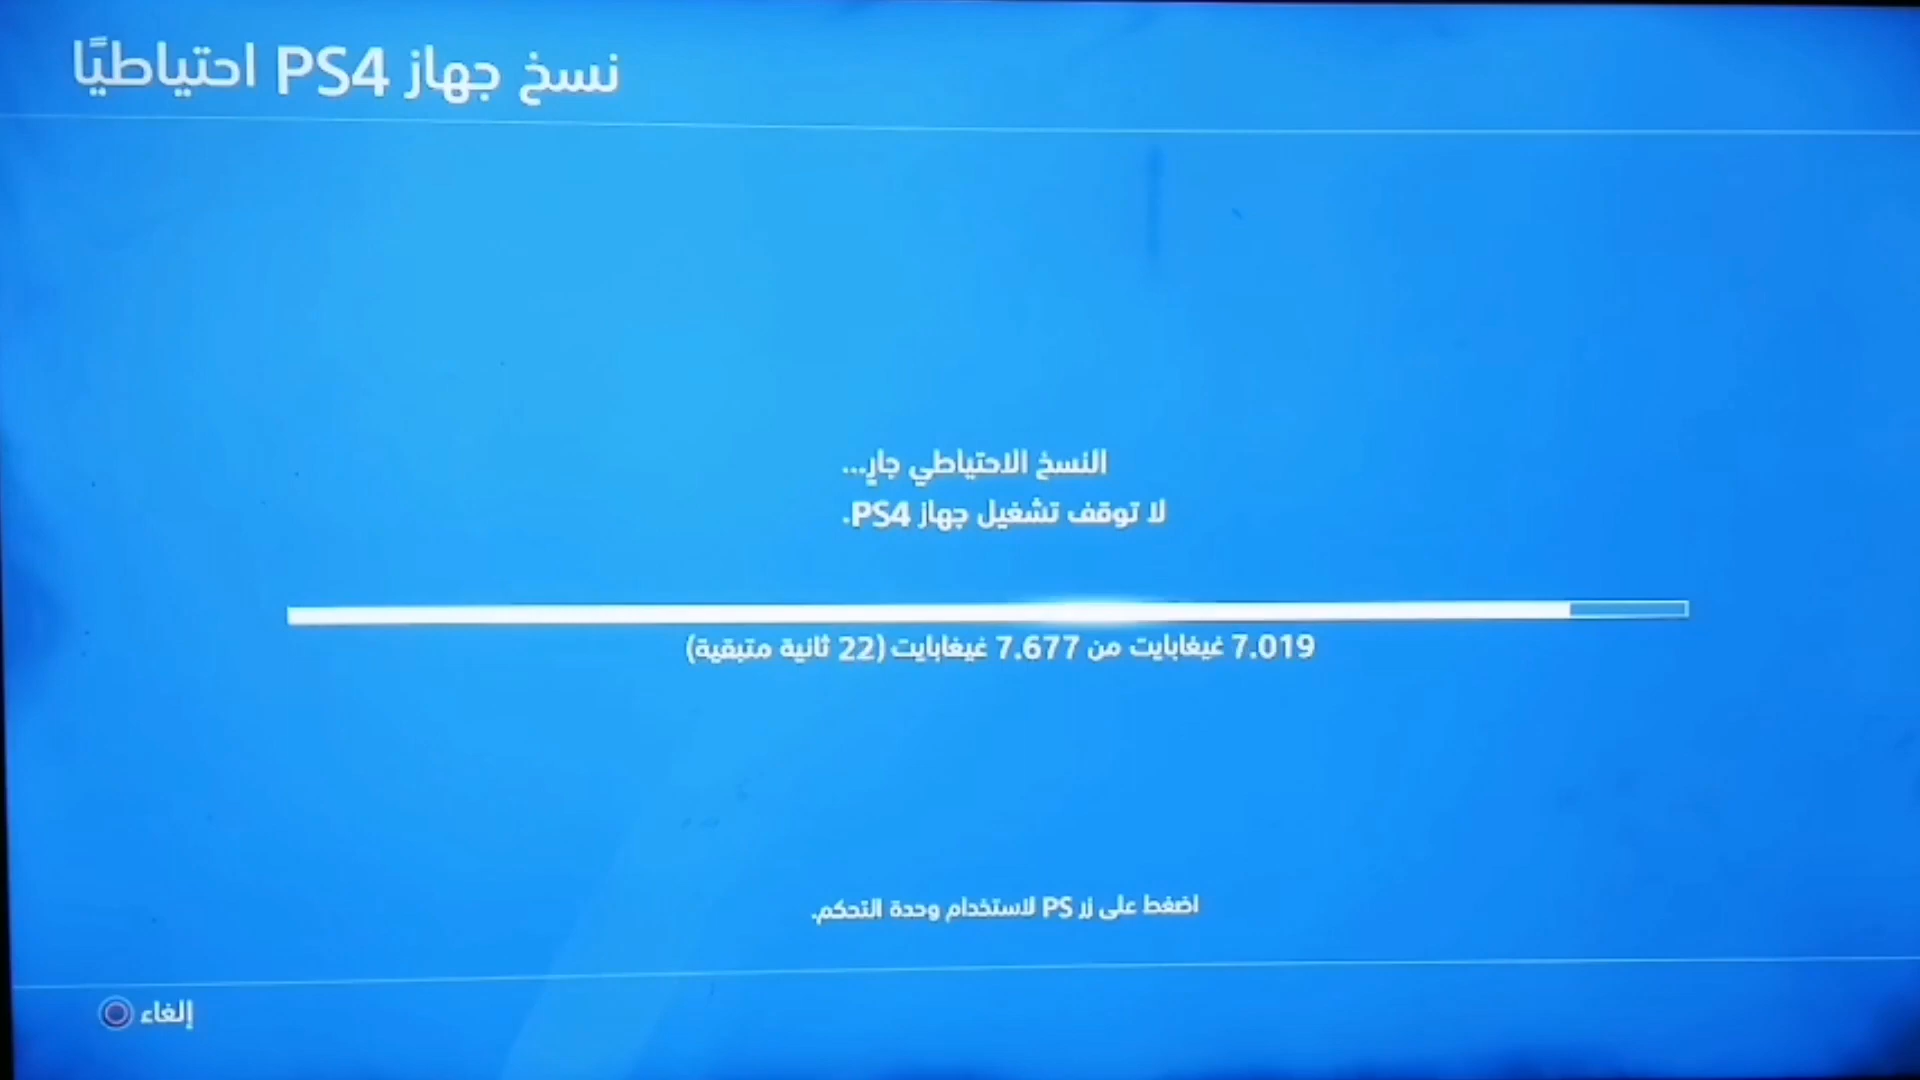 نسخ جهاز PS4 احتياطيًا
النسخ الاحتياطي جارٍ...
لا توقف تشغيل جهاز PS4.
7.019 غيغابايت من 7.677 غيغابايت (22 ثانية متبقية)
اضغط على زر PS لاستخدام وحدة التحكم.
إلغاء